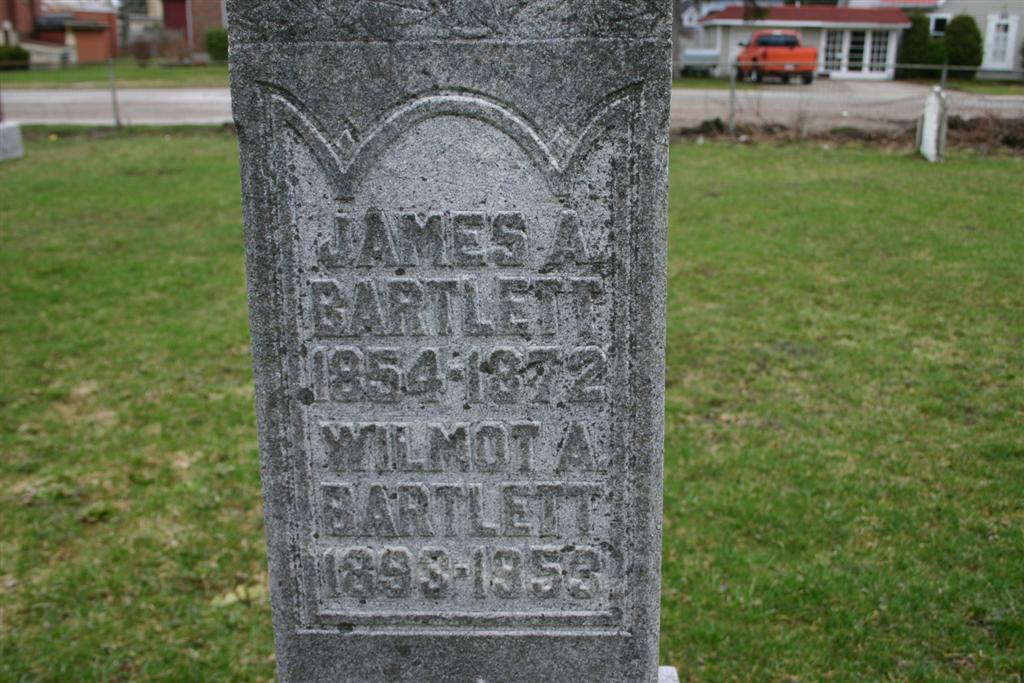 JAMES A.
BARTLETT
1854-1872
WILMOT A.
BARTLETT
1893-1953